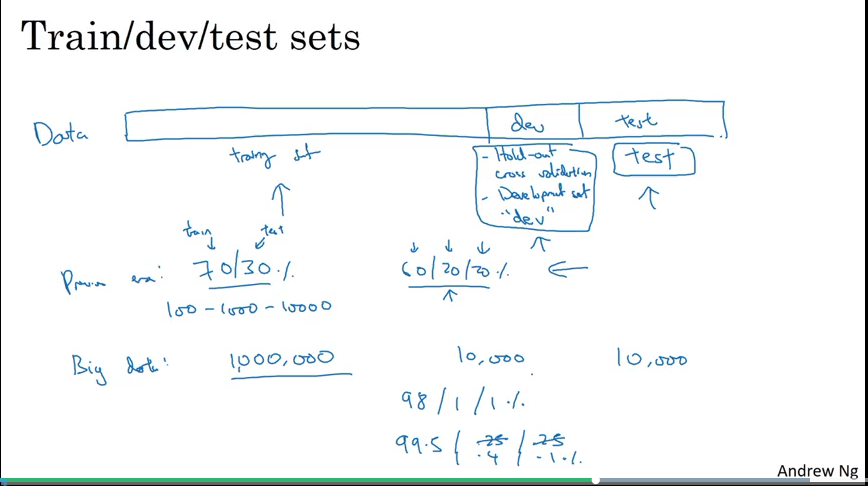 Train/dev/test sets
Data
dev
test
traing set
- Hold-out
cross validation
- Development set
"dev"
test
train
test
Previous era:
70/30 %
60/20/20 %
100 - 1000 - 10000
Big data:
1,000,000
10,000
10,000
98/1/1 %
99.5 / .25 / .25
.4
.1 %
Andrew Ng